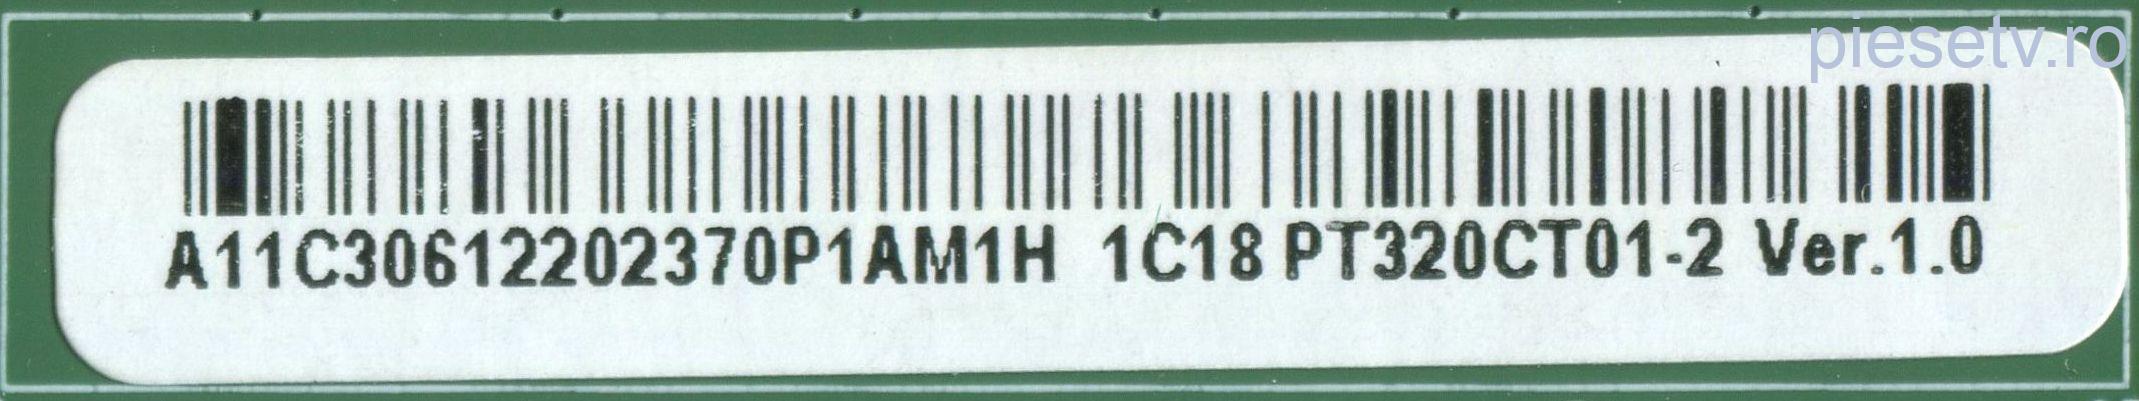 piesetv.ro
A11C30612202370P1AM1H 1C18 PT320CT01-2 Ver.1.0